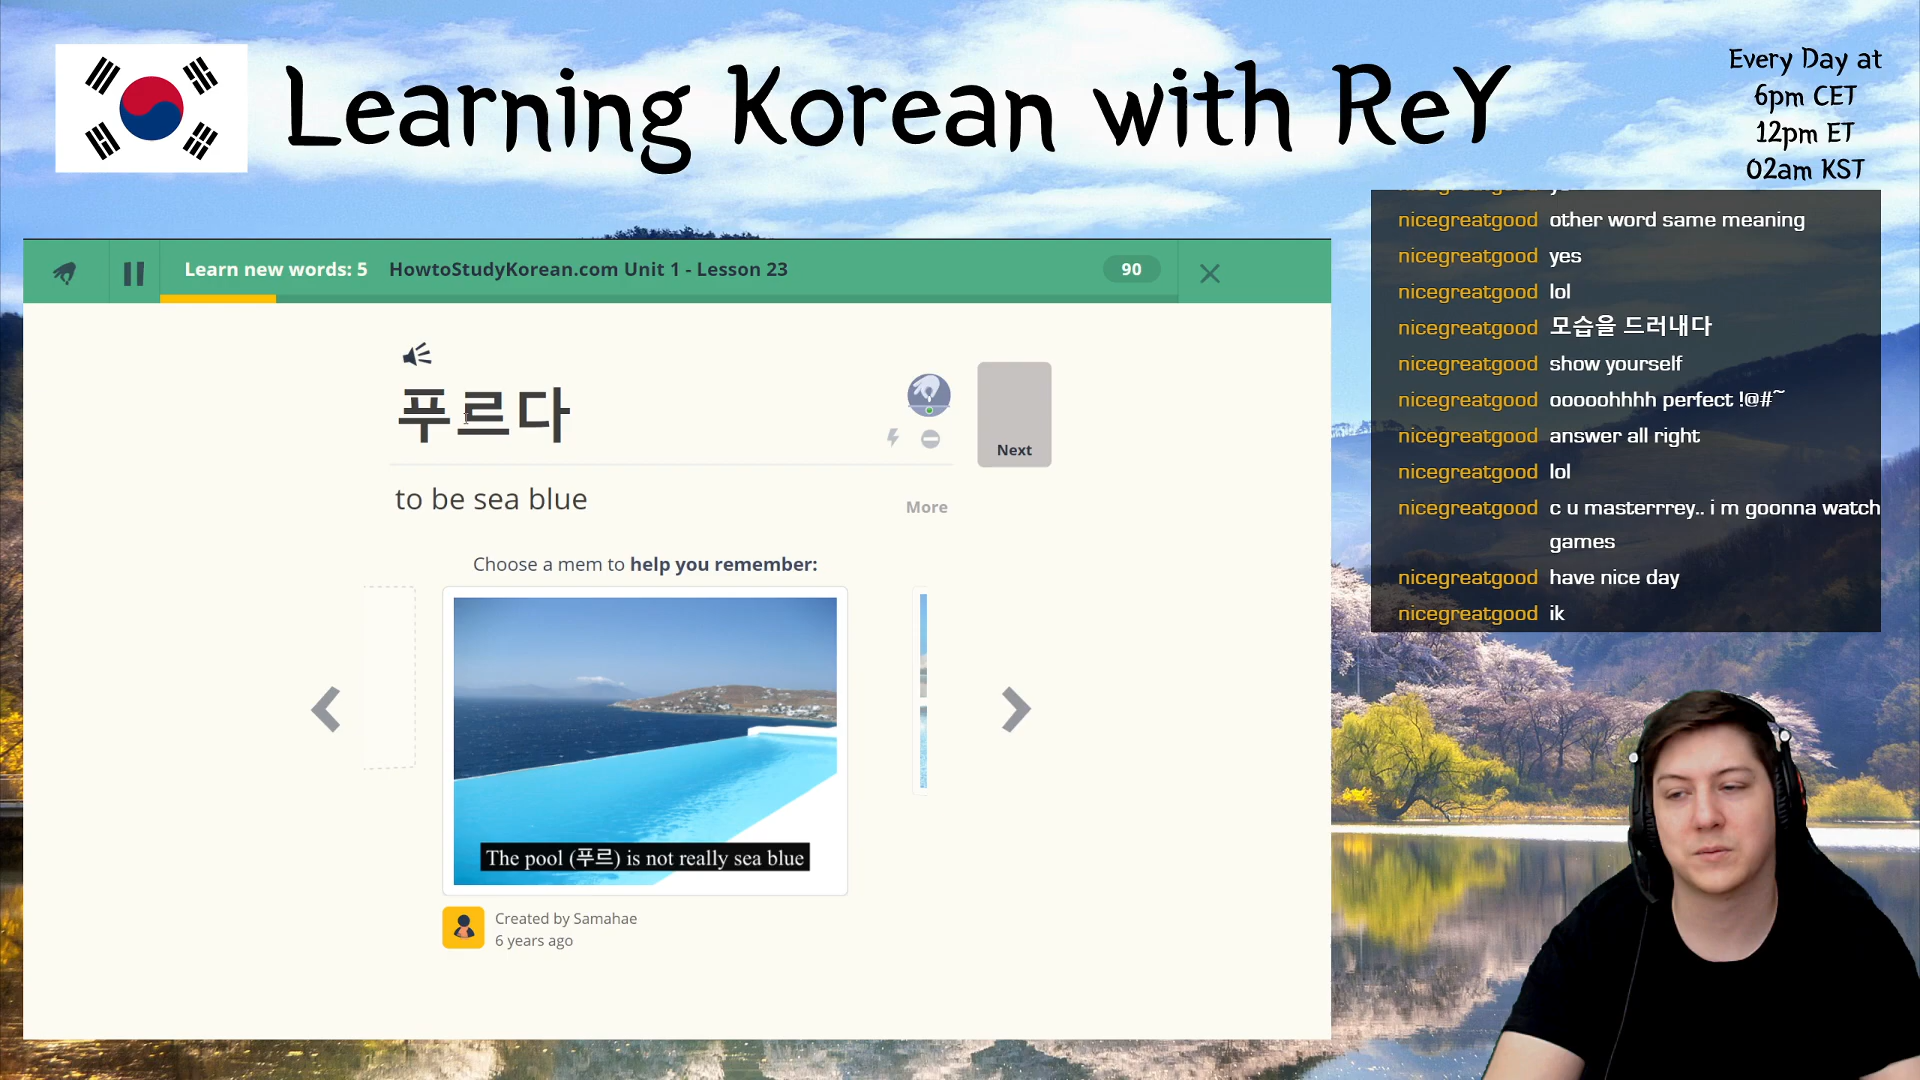 Learning Korean with ReY
Every Day at
6pm CET
12pm ET
02am KST
nicegreatgood other word same meaning
nicegreatgood yes
nicegreatgood lol
nicegreatgood 모습을 드러내다
nicegreatgood show yourself
nicegreatgood ooooohhhh perfect !@#~
nicegreatgood answer all right
nicegreatgood lol
nicegreatgood c u masterrrey.. i m goonna watch
games
nicegreatgood have nice day
nicegreatgood ik
Learn new words: 5 HowtoStudyKorean.com Unit 1 - Lesson 23
90
푸르다
Next
to be sea blue
More
Choose a mem to help you remember:
The pool (푸르) is not really sea blue
Created by Samahae
6 years ago